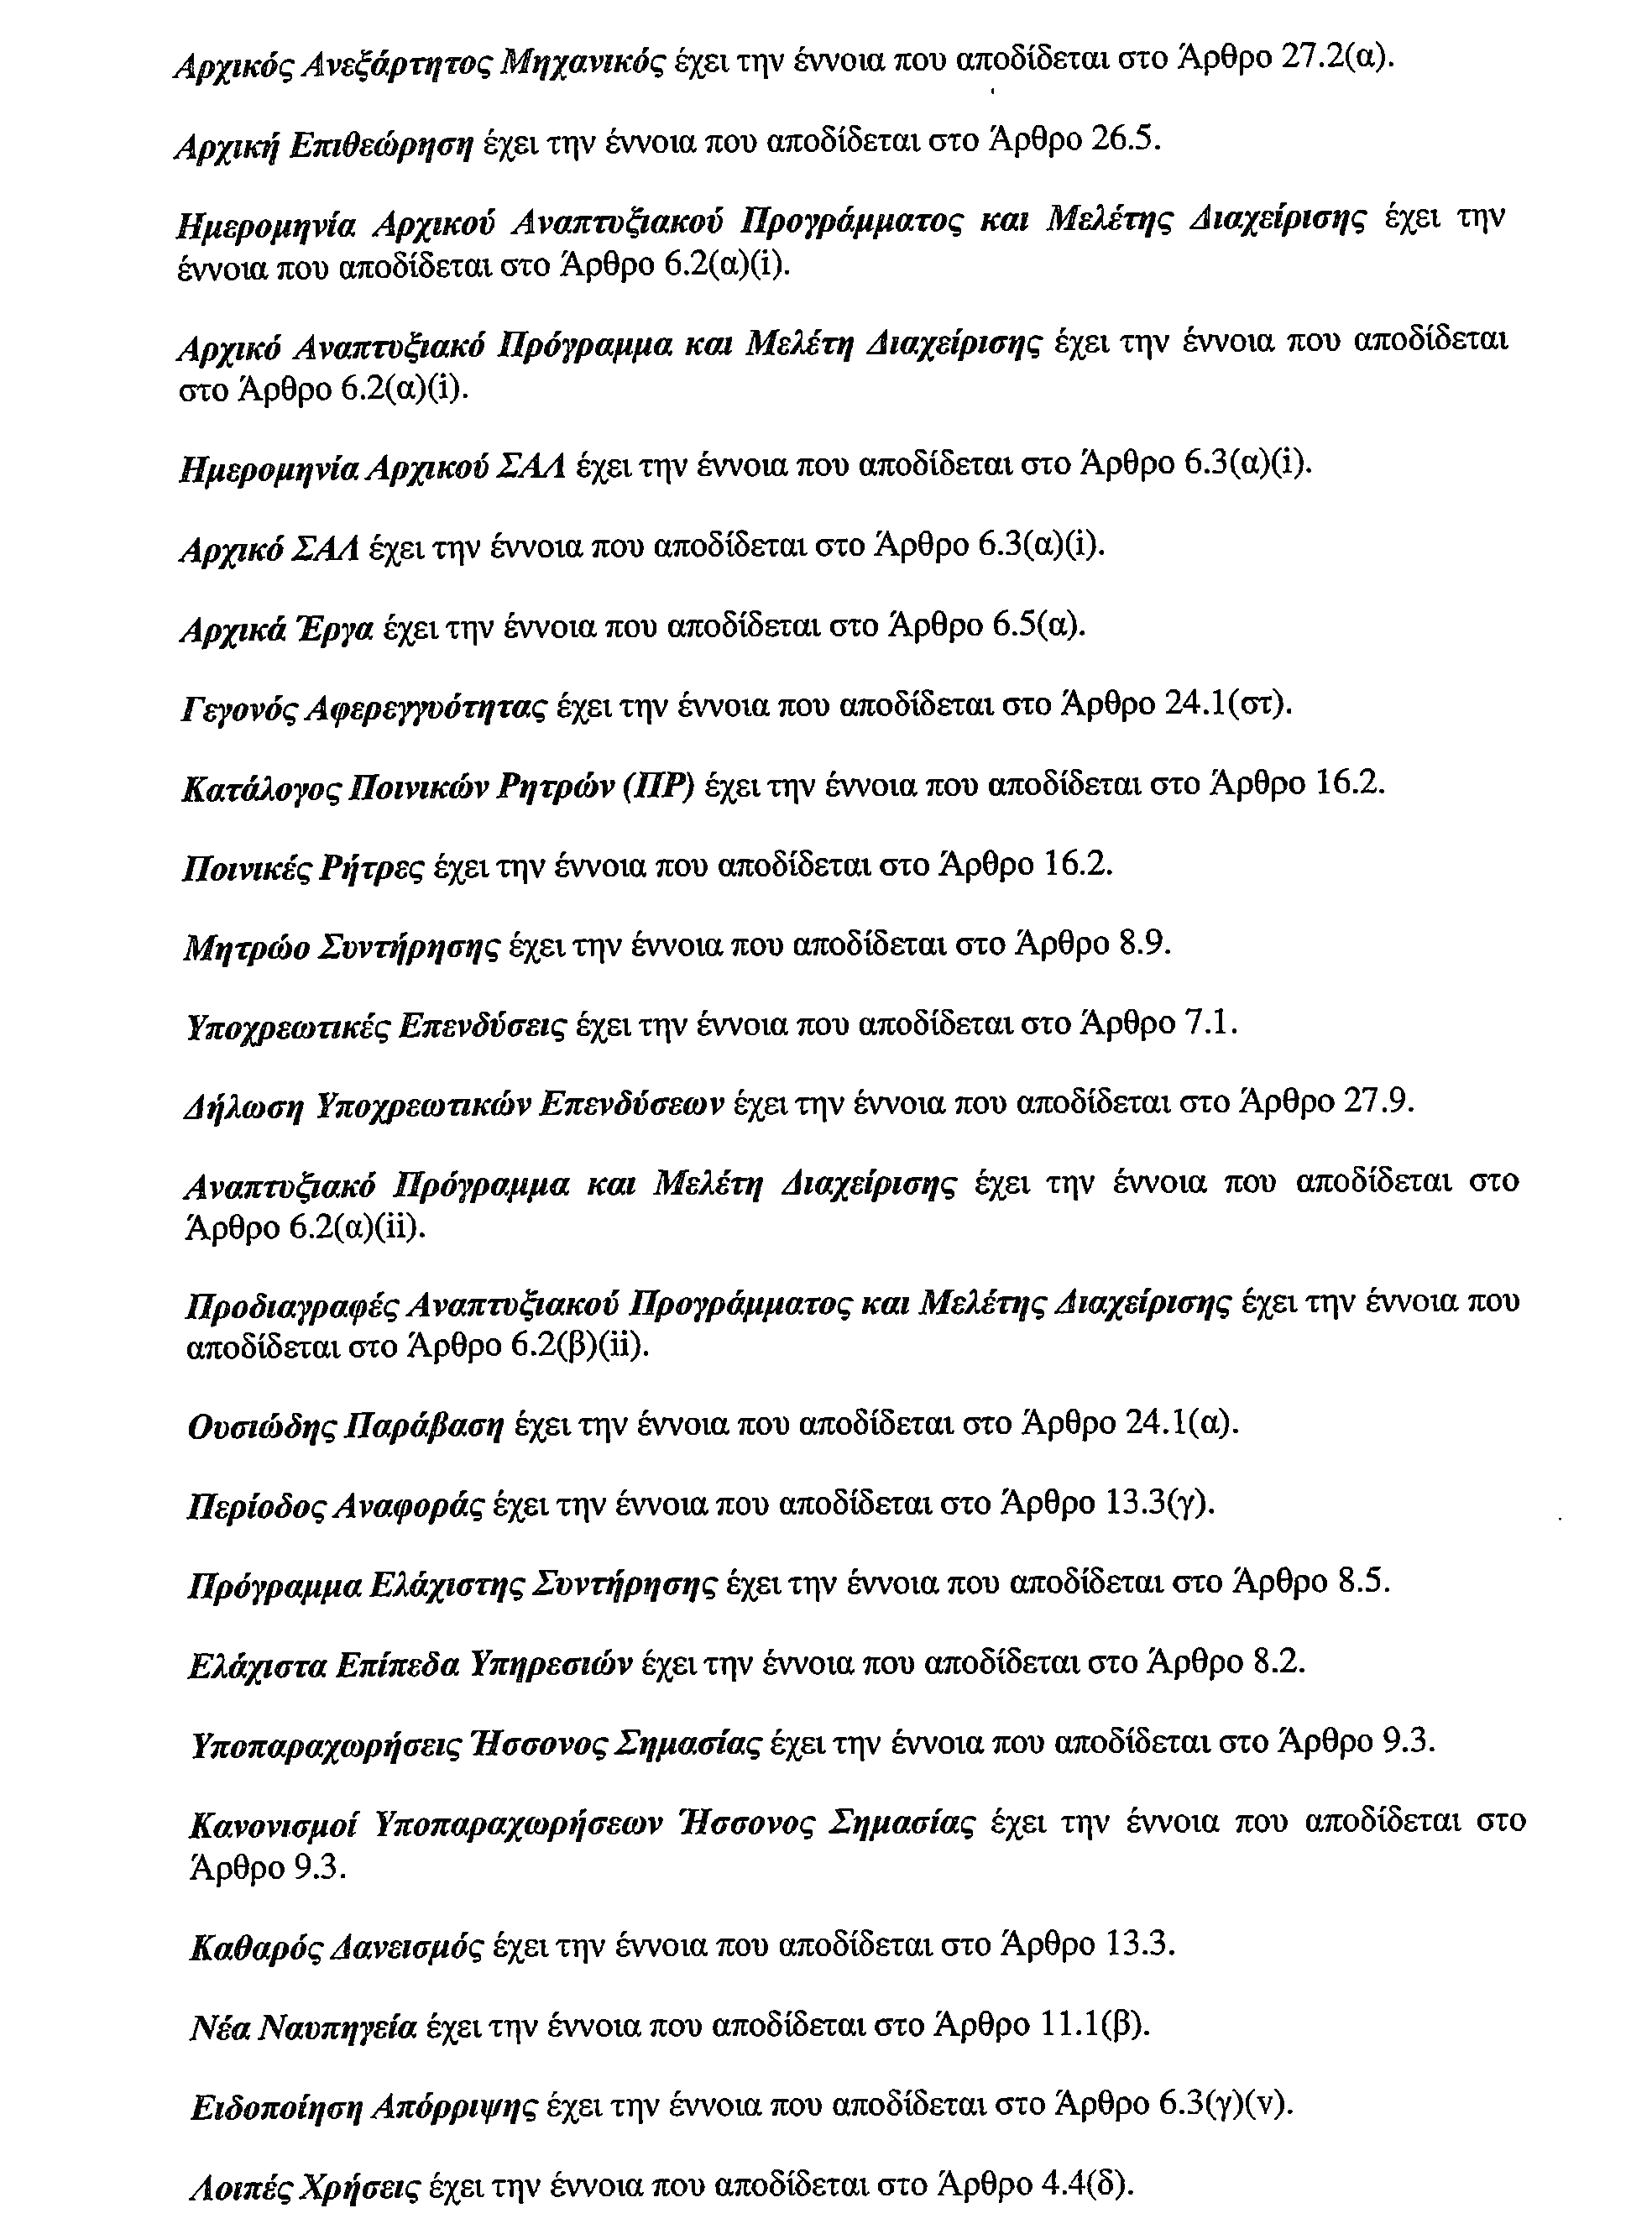 Αρχικός Ανεξάρτητος Μηχανικός έχει την έννοια που αποδίδεται στο Άρθρο 27.2(α).
Αρχική Επιθεώρηση έχει την έννοια που αποδίδεται στο Άρθρο 26.5.
Ημερομηνία Αρχικού Αναπτυξιακού Προγράμματος και Μελέτης Διαχείρισης έχει την
έννοια που αποδίδεται στο Άρθρο 6.2(α)(i).
Αρχικό Αναπτυξιακό Πρόγραμμα και Μελέτη Διαχείρισης έχει την έννοια που αποδίδεται
στο Άρθρο 6.2(α)(i).
Ημερομηνία Αρχικού ΣΑΛ έχει την έννοια που αποδίδεται στο Άρθρο 6.3(α)(i).
Αρχικό ΣΑΛ έχει την έννοια που αποδίδεται στο Άρθρο 6.3(α)(i).
Αρχικά Έργα έχει την έννοια που αποδίδεται στο Άρθρο 6.5(α).
Γεγονός Αφερεγγυότητας έχει την έννοια που αποδίδεται στο Άρθρο 24.1(στ).
Κατάλογος Ποινικών Ρητρών (ΠΡ) έχει την έννοια που αποδίδεται στο Άρθρο 16.2.
Ποινικές Ρήτρες έχει την έννοια που αποδίδεται στο Άρθρο 16.2.
Μητρώο Συντήρησης έχει την έννοια που αποδίδεται στο Άρθρο 8.9.
Υποχρεωτικές Επενδύσεις έχει την έννοια που αποδίδεται στο Άρθρο 7.1.
Δήλωση Υποχρεωτικών Επενδύσεων έχει την έννοια που αποδίδεται στο Άρθρο 27.9.
Αναπτυξιακό Πρόγραμμα και Μελέτη Διαχείρισης έχει την έννοια που αποδίδεται στο
Άρθρο 6.2(α)(ii).
Προδιαγραφές Αναπτυξιακού Προγράμματος και Μελέτης Διαχείρισης έχει την έννοια που
αποδίδεται στο Άρθρο 6.2(β)(ii).
Ουσιώδης Παράβαση έχει την έννοια που αποδίδεται στο Άρθρο 24.1(α).
Περίοδος Αναφοράς έχει την έννοια που αποδίδεται στο Άρθρο 13.3(γ).
Πρόγραμμα Ελάχιστης Συντήρησης έχει την έννοια που αποδίδεται στο Άρθρο 8.5.
Ελάχιστα Επίπεδα Υπηρεσιών έχει την έννοια που αποδίδεται στο Άρθρο 8.2.
Υποπαραχωρήσεις Ήσσονος Σημασίας έχει την έννοια που αποδίδεται στο Άρθρο 9.3.
Κανονισμοί Υποπαραχωρήσεων Ήσσονος Σημασίας έχει την έννοια που αποδίδεται στο
Άρθρο 9.3.
Καθαρός Δανεισμός έχει την έννοια που αποδίδεται στο Άρθρο 13.3.
Νέα Ναυπηγεία έχει την έννοια που αποδίδεται στο Άρθρο 11.1(β).
Ειδοποίηση Απόρριψης έχει την έννοια που αποδίδεται στο Άρθρο 6.3(γ)(v).
Λοιπές Χρήσεις έχει την έννοια που αποδίδεται στο Άρθρο 4.4(δ).